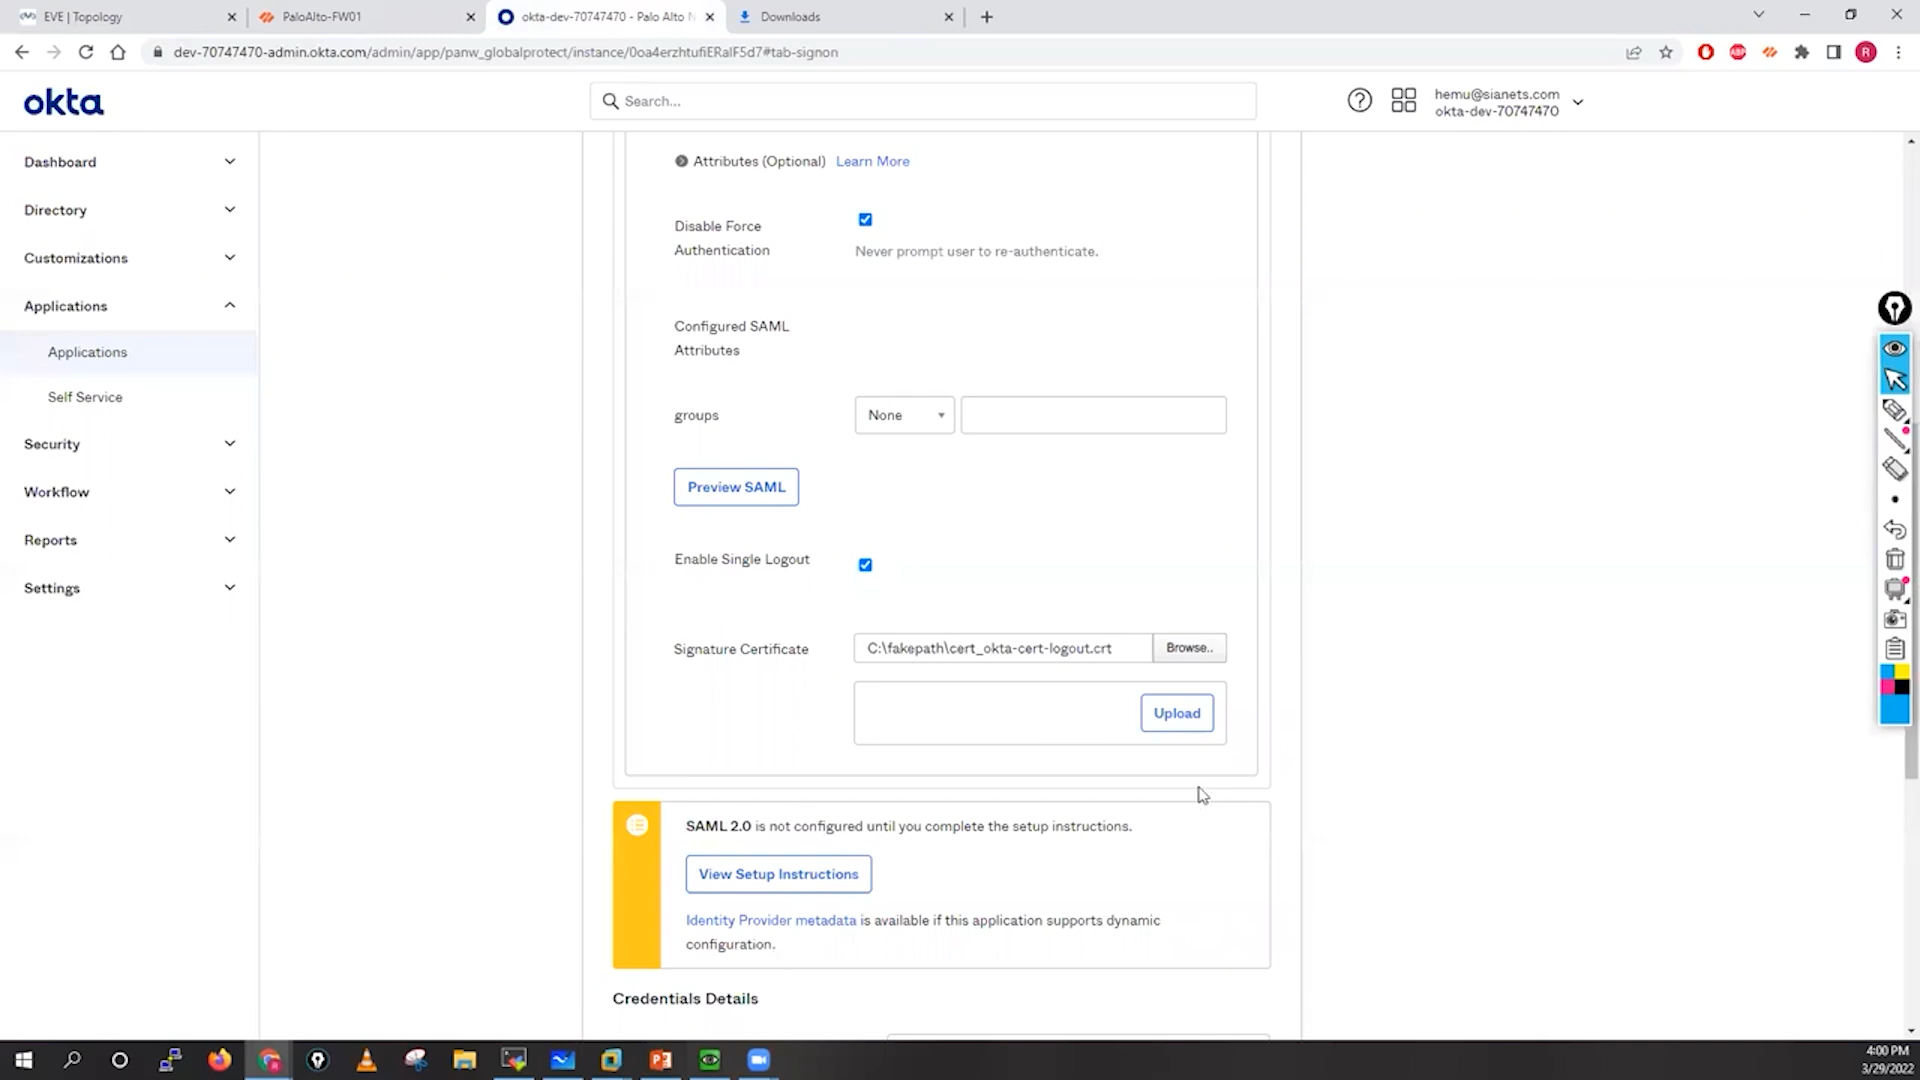 EVE | Topology
PaloAlto-FW01
okta-dev-70747470 - Palo Alto N
Downloads
dev-70747470-admin.okta.com/admin/app/panw_globalprotect/instance/0oa4erzhtufiERaIF5d7#tab-signon
okta
Search...
hemu@sianets.com
okta-dev-70747470
Dashboard
Directory
Customizations
Applications
Applications
Self Service
Security
Workflow
Reports
Settings
Attributes (Optional) Learn More
Disable Force
Authentication
Never prompt user to re-authenticate.
Configured SAML
Attributes
groups
None
Preview SAML
Enable Single Logout
Signature Certificate
C:\fakepath\cert_okta-cert-logout.crt
Browse..
Upload
SAML 2.0 is not configured until you complete the setup instructions.
View Setup Instructions
Identity Provider metadata is available if this application supports dynamic
configuration.
Credentials Details
4:00 PM
3/29/2022